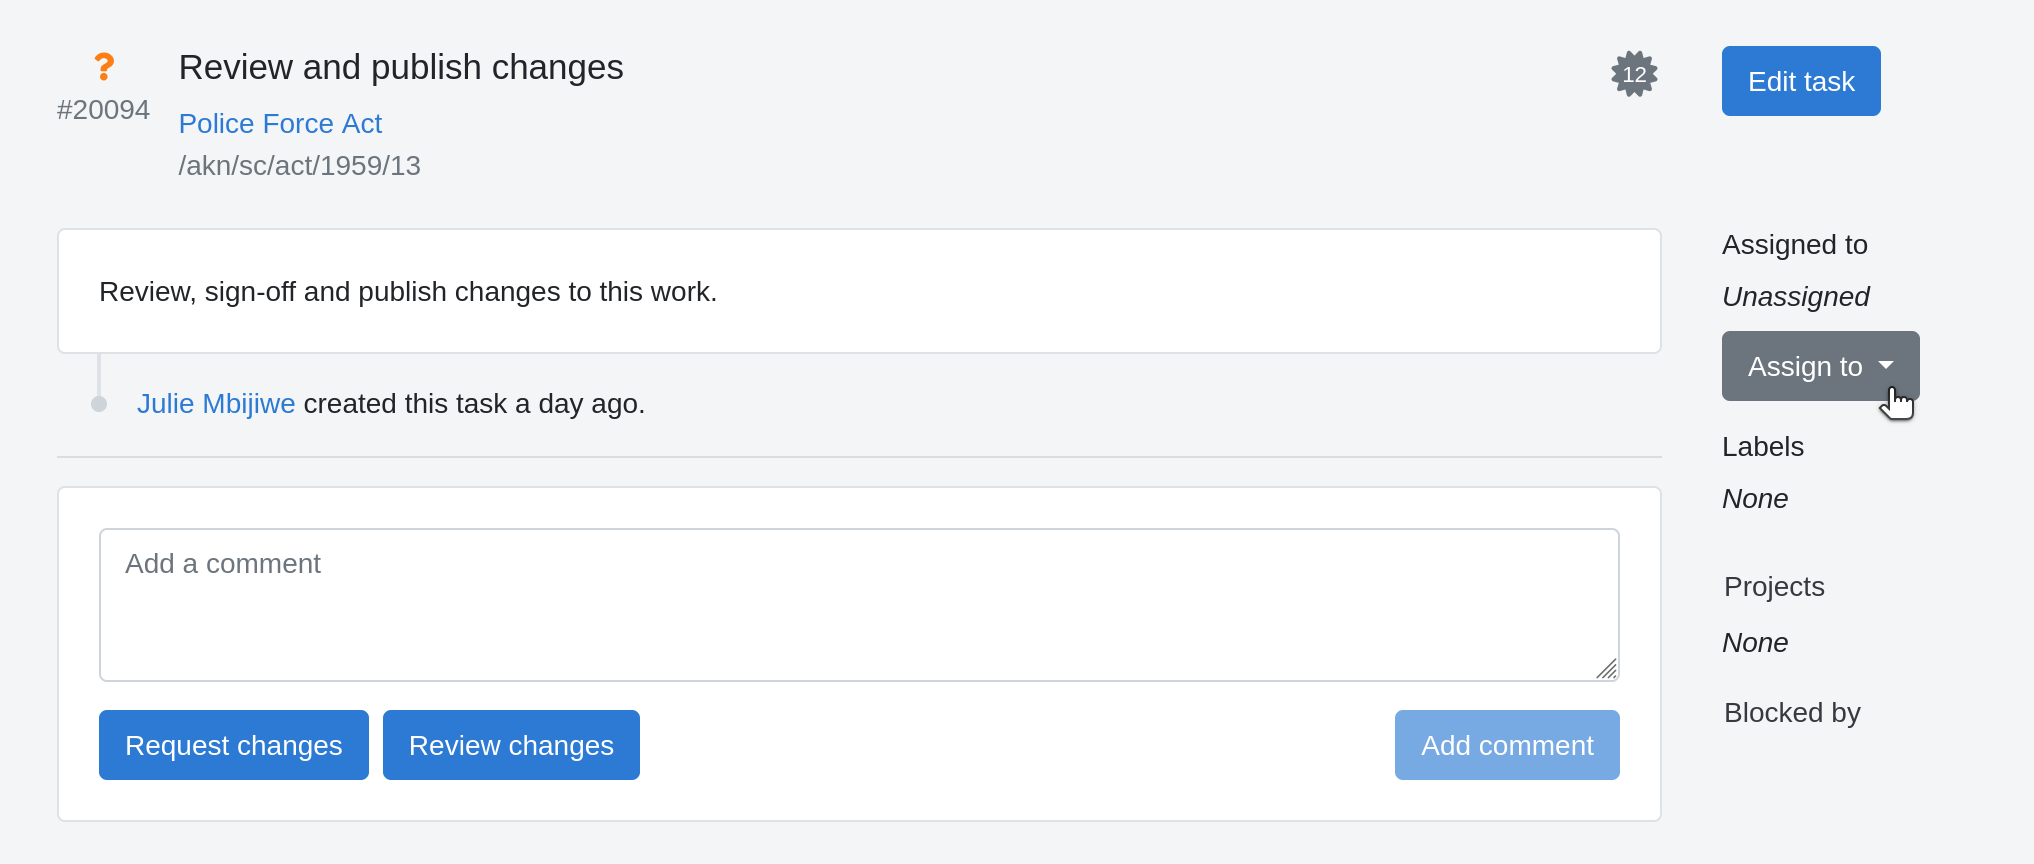 ?
#20094
Review and publish changes
Police Force Act
/akn/sc/act/1959/13
12
Edit task
Review, sign-off and publish changes to this work.
Julie Mbijiwe created this task a day ago.
Add a comment
Request changes
Review changes
Add comment
Assigned to
Unassigned
Assign to
Labels
None
Projects
None
Blocked by